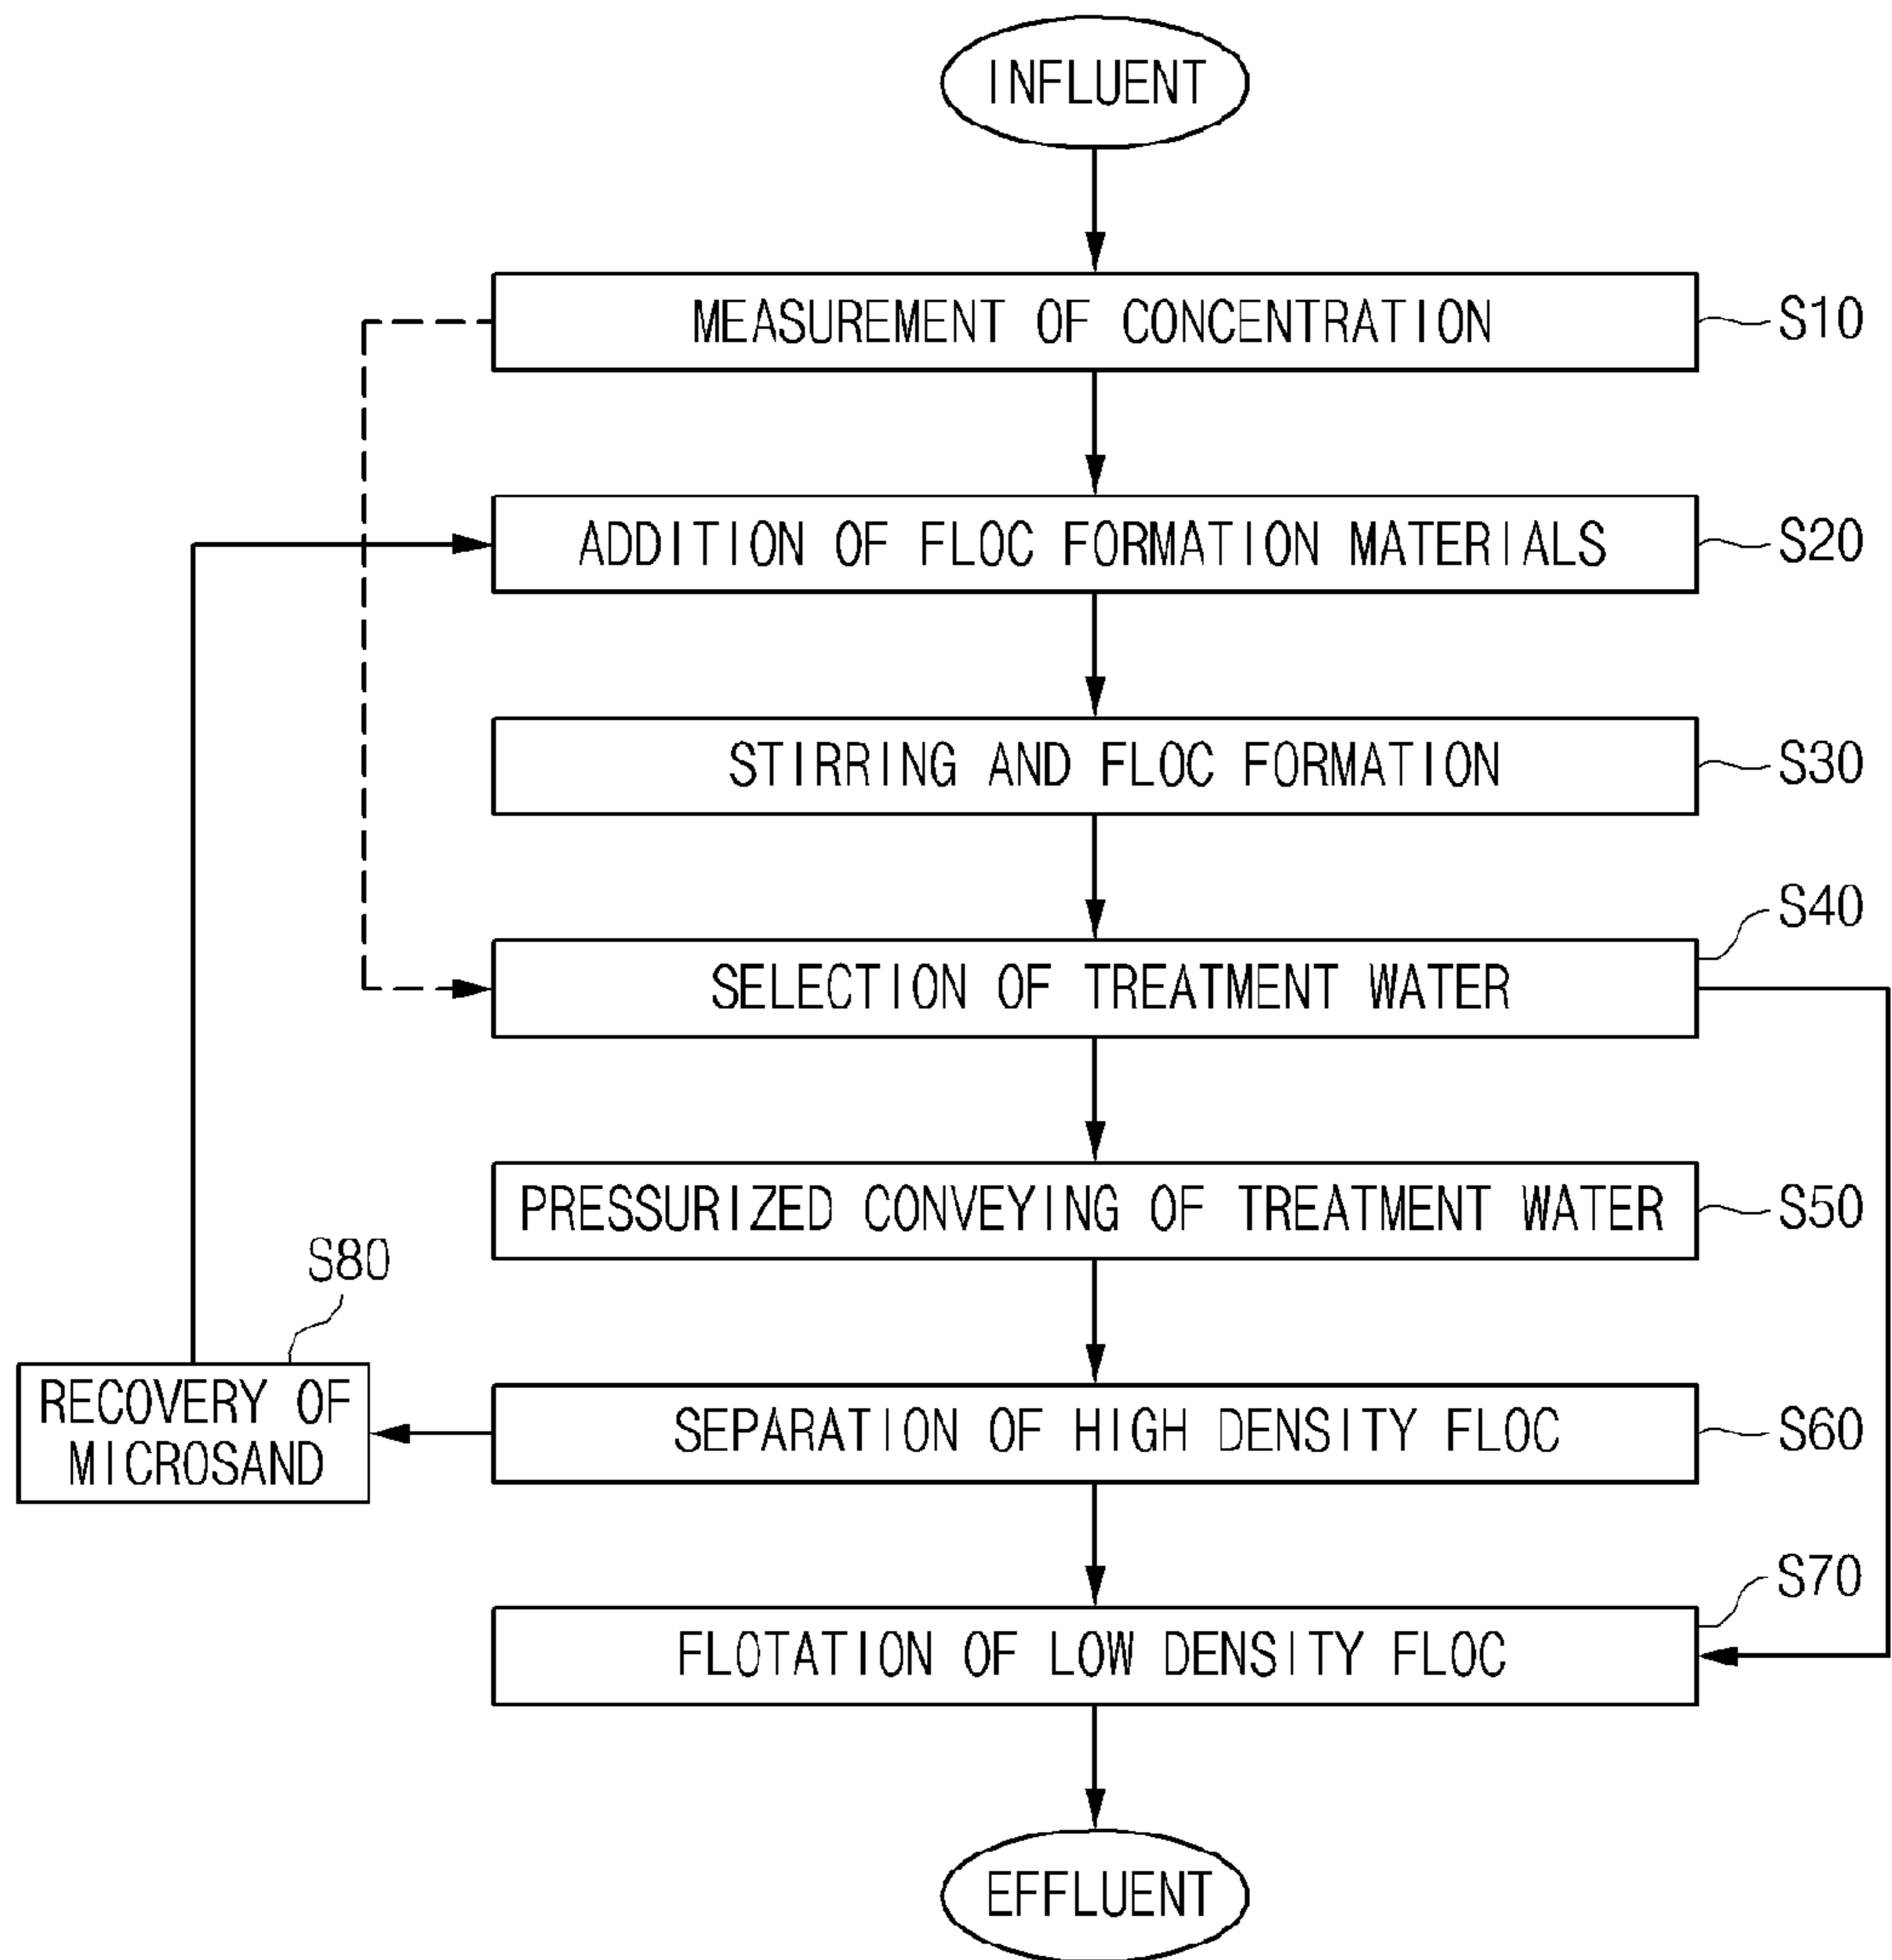 INFLUENT
MEASUREMENT OF CONCENTRATION
S10
ADDITION OF FLOC FORMATION MATERIALS
S20
STIRRING AND FLOC FORMATION
S30
S40
SELECTION OF TREATMENT WATER
PRESSURIZED CONVEYING OF TREATMENT WATER
S50
S80
RECOVERY OF
MICROSAND
SEPARATION OF HIGH DENSITY FLOC
S60
S70
FLOTATION OF LOW DENSITY FLOC
EFFLUENT